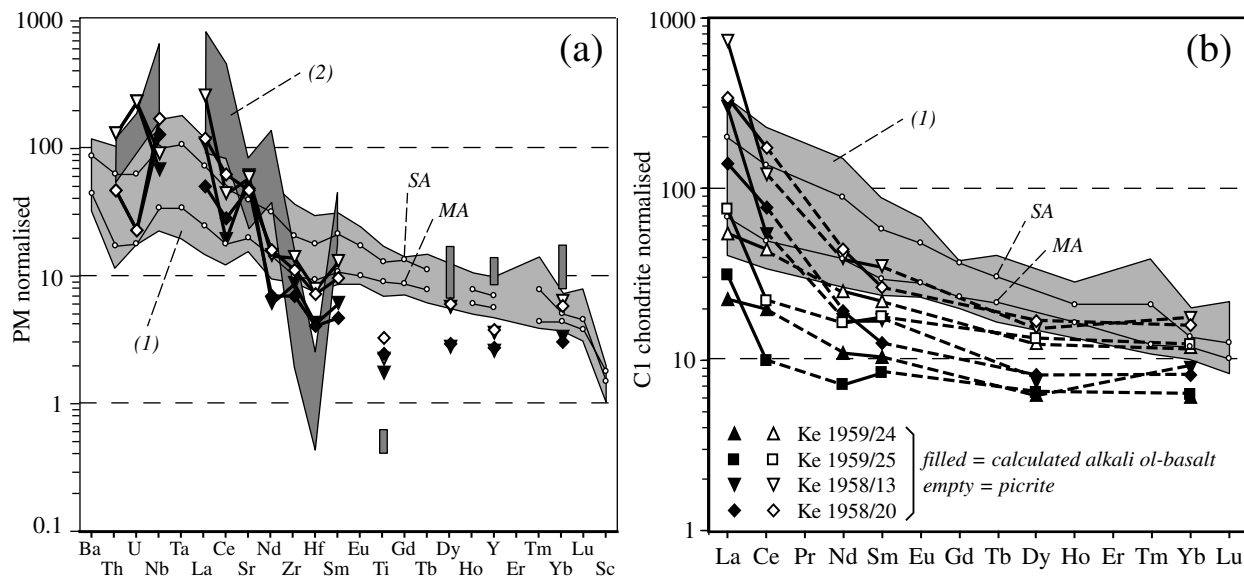 1000
100
10
1
0.1
PM normalised
(a)
(2)
SA
MA
(1)
Ba U Ta Ce Nd Hf Eu Gd Dy Y Tm Lu
Th Nb La Sr Zr Sm Ti Tb Ho Er Yb Sc
1000
100
10
1
C1 chondrite normalised
(b)
(1)
SA
MA
Ke 1959/24
Ke 1959/25
Ke 1958/13
Ke 1958/20
filled = calculated alkali ol-basalt
empty = picrite
La Ce Pr Nd Sm Eu Gd Tb Dy Ho Er Tm Yb Lu